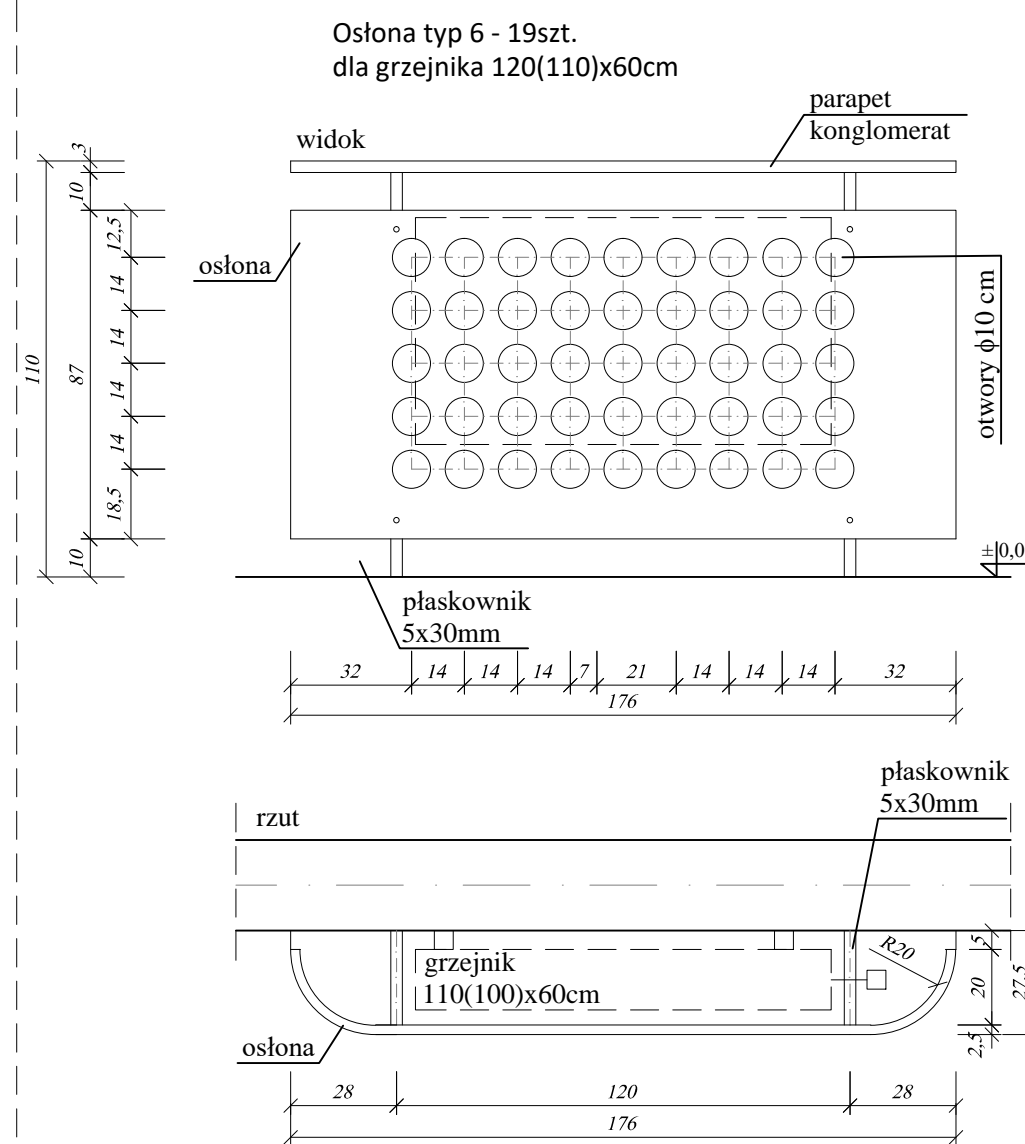 Osłona typ 6 - 19szt.
dla grzejnika 120(110)x60cm
parapet
konglomerat
widok
3
10
12,5
osłona
14
14
110
87
14
14
otwory ϕ10 cm
18,5
10
±0,0
płaskownik
5x30mm
32 14 14 14 7 21 14 14 14 32
176
płaskownik
5x30mm
rzut
grzejnik
110(100)x60cm
R20
5
20
27,5
2,5
osłona
28 120 28
176